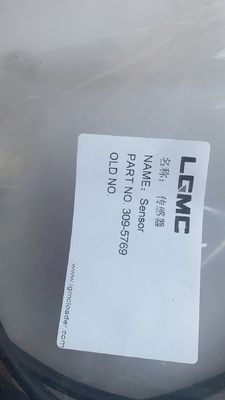 LGMC
名称： 传感器
NAME: Sensor
PART NO. 309-5769
OLD NO.
www.lgmcloader.com